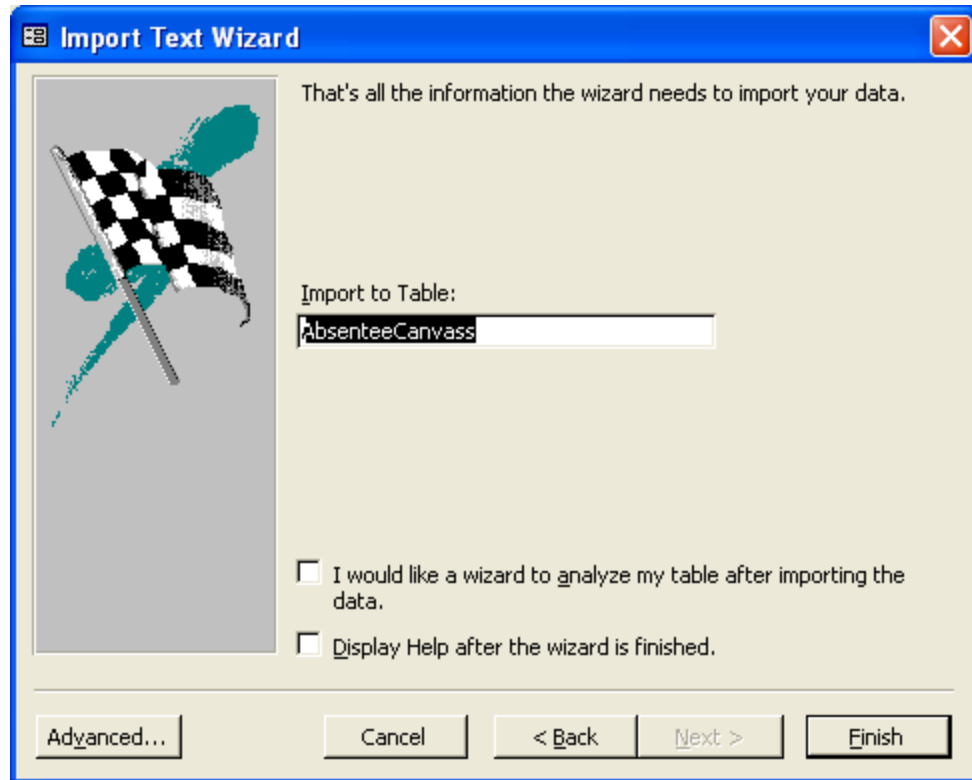 Import Text Wizard
That's all the information the wizard needs to import your data.
Import to Table:
AbsenteeCanvass
I would like a wizard to analyze my table after importing the
data.
Display Help after the wizard is finished.
Advanced... Cancel < Back Next > Finish